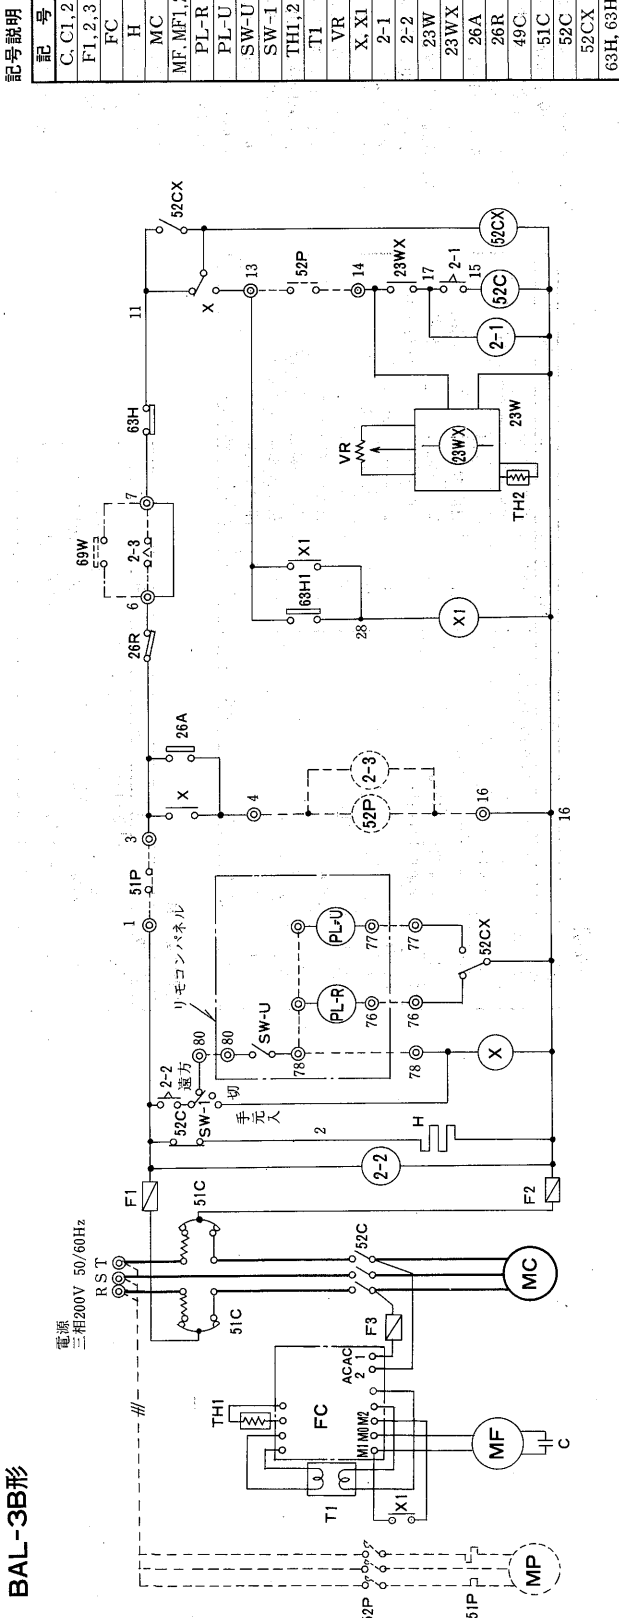 BAL-3B形
電源
三相200V 50/60Hz
R S T
記号説明
記号
C, C1,2
F1,2,3
FC
H
MC
MF, MF1,2
PL-R
PL-U
SW-U
SW-1
TH1,2
T1
VR
X, X1
2-1
2-2
23W
23WX
26A
26R
49C
51C
52C
52CX
63H, 63H
F1
51C
51C
52C
F2
MC
F3
ACAC
2 1
FC
M1 M0 M2
TH1
T1
X1
MF
C
52P
51P
MP
2-2
52C
2-2
遠方
SW-1
切
手元
入
2
H
リモコンパネル
80
80
SW-U
78
78
PL-R
PL-U
76
77
76
77
52CX
X
1
51P
3
X
26A
4
52P
2-3
16
16
26R
6
69W
2-3
7
63H
11
52CX
X
13
52P
14
23WX
17
2-1
15
52C
52CX
2-1
VR
23WX
23W
TH2
X1
63H1
28
X1